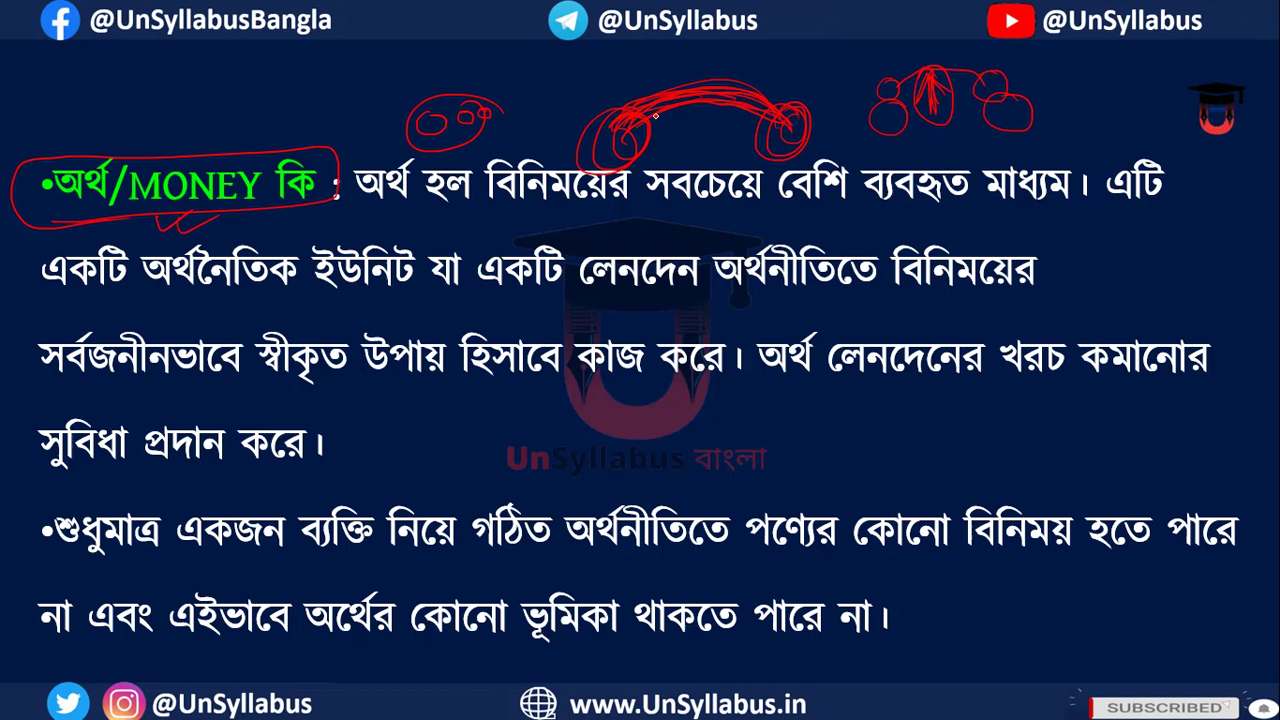 @UnSyllabusBangla @UnSyllabus @UnSyllabus
•অর্থ/MONEY কি : অর্থ হল বিনিময়ের সবচেয়ে বেশি ব্যবহৃত মাধ্যম। এটি
একটি অর্থনৈতিক ইউনিট যা একটি লেনদেন অর্থনীতিতে বিনিময়ের
সর্বজনীনভাবে স্বীকৃত উপায় হিসাবে কাজ করে। অর্থ লেনদেনের খরচ কমানোর
সুবিধা প্রদান করে।
UnSyllabus বাংলা
•শুধুমাত্র একজন ব্যক্তি নিয়ে গঠিত অর্থনীতিতে পণ্যের কোনো বিনিময় হতে পারে
না এবং এইভাবে অর্থের কোনো ভূমিকা থাকতে পারে না।
@UnSyllabus www.UnSyllabus.in SUBSCRIBED